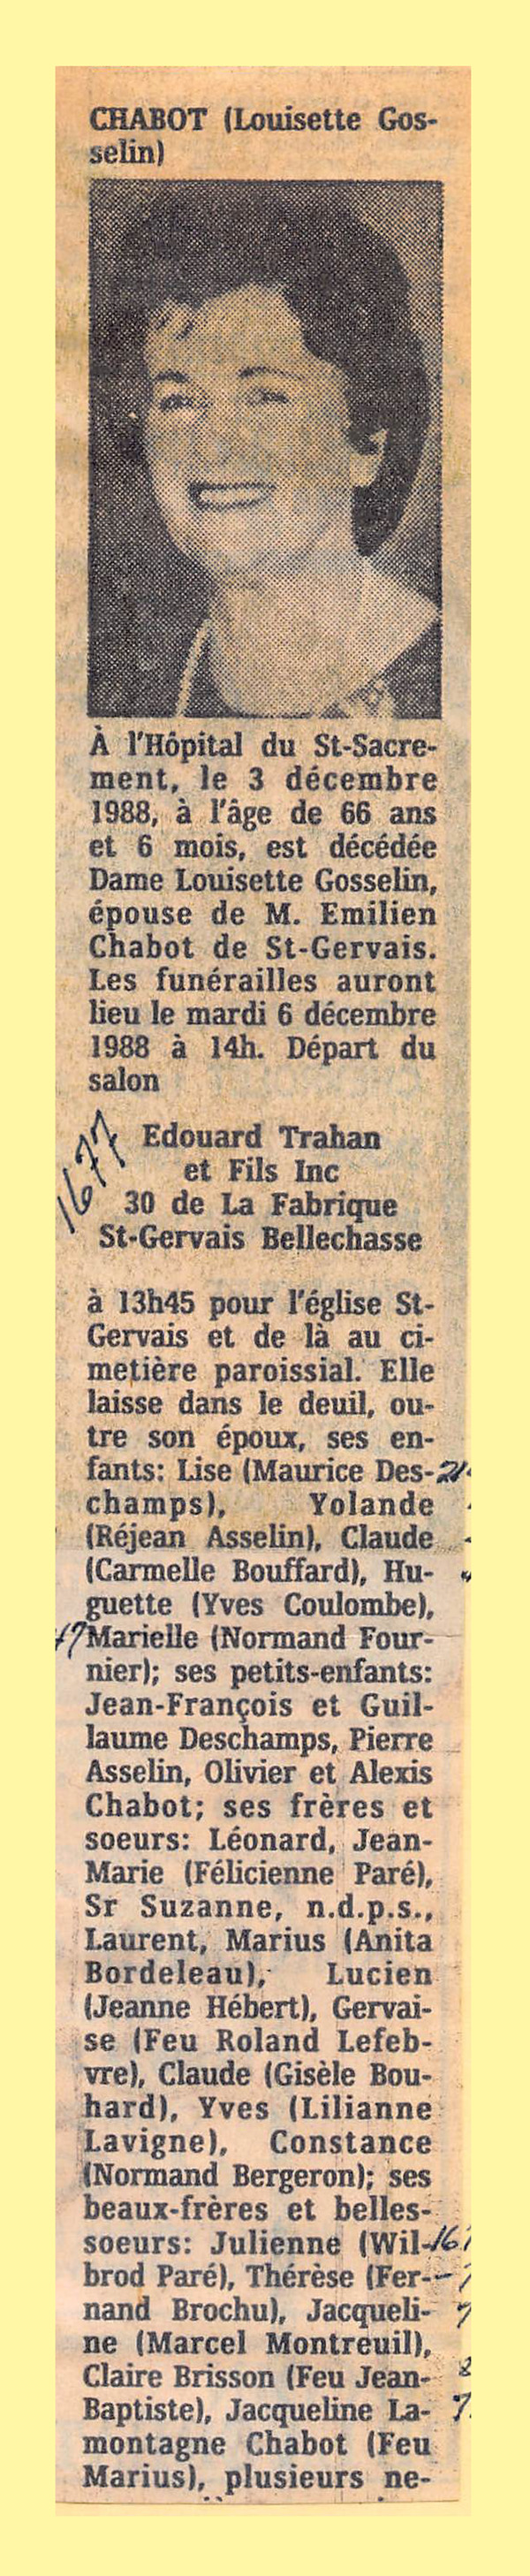 CHABOT (Louisette Gos-
selin)
À l'Hôpital du St-Sacre-
ment, le 3 décembre
1988, à l'âge de 66 ans
et 6 mois, est décédée
Dame Louisette Gosselin,
épouse de M. Emilien
Chabot de St-Gervais.
Les funérailles auront
lieu le mardi 6 décembre
1988 à 14h. Départ du
salon
1677
Edouard Trahan
et Fils Inc
30 de La Fabrique
St-Gervais Bellechasse
à 13h45 pour l'église St-
Gervais et de là au ci-
metière paroissial. Elle
laisse dans le deuil, ou-
tre son époux, ses en-
fants: Lise (Maurice Des-
champs), Yolande
(Réjean Asselin), Claude
(Carmelle Bouffard), Hu-
guette (Yves Coulombe),
Marielle (Normand Four-
nier); ses petits-enfants:
Jean-François et Guil-
laume Deschamps, Pierre
Asselin, Olivier et Alexis
Chabot; ses frères et
soeurs: Léonard, Jean-
Marie (Félicienne Paré),
Sr Suzanne, n.d.p.s.,
Laurent, Marius (Anita
Bordeleau), Lucien
(Jeanne Hébert), Gervai-
se (Feu Roland Lefeb-
vre), Claude (Gisèle Bou-
hard), Yves (Lilianne
Lavigne), Constance
(Normand Bergeron); ses
beaux-frères et belles-
soeurs: Julienne (Wil-
brod Paré), Thérèse (Fer-
nand Brochu), Jacqueli-
ne (Marcel Montreuil),
Claire Brisson (Feu Jean-
Baptiste), Jacqueline La-
montagne Chabot (Feu
Marius), plusieurs ne-